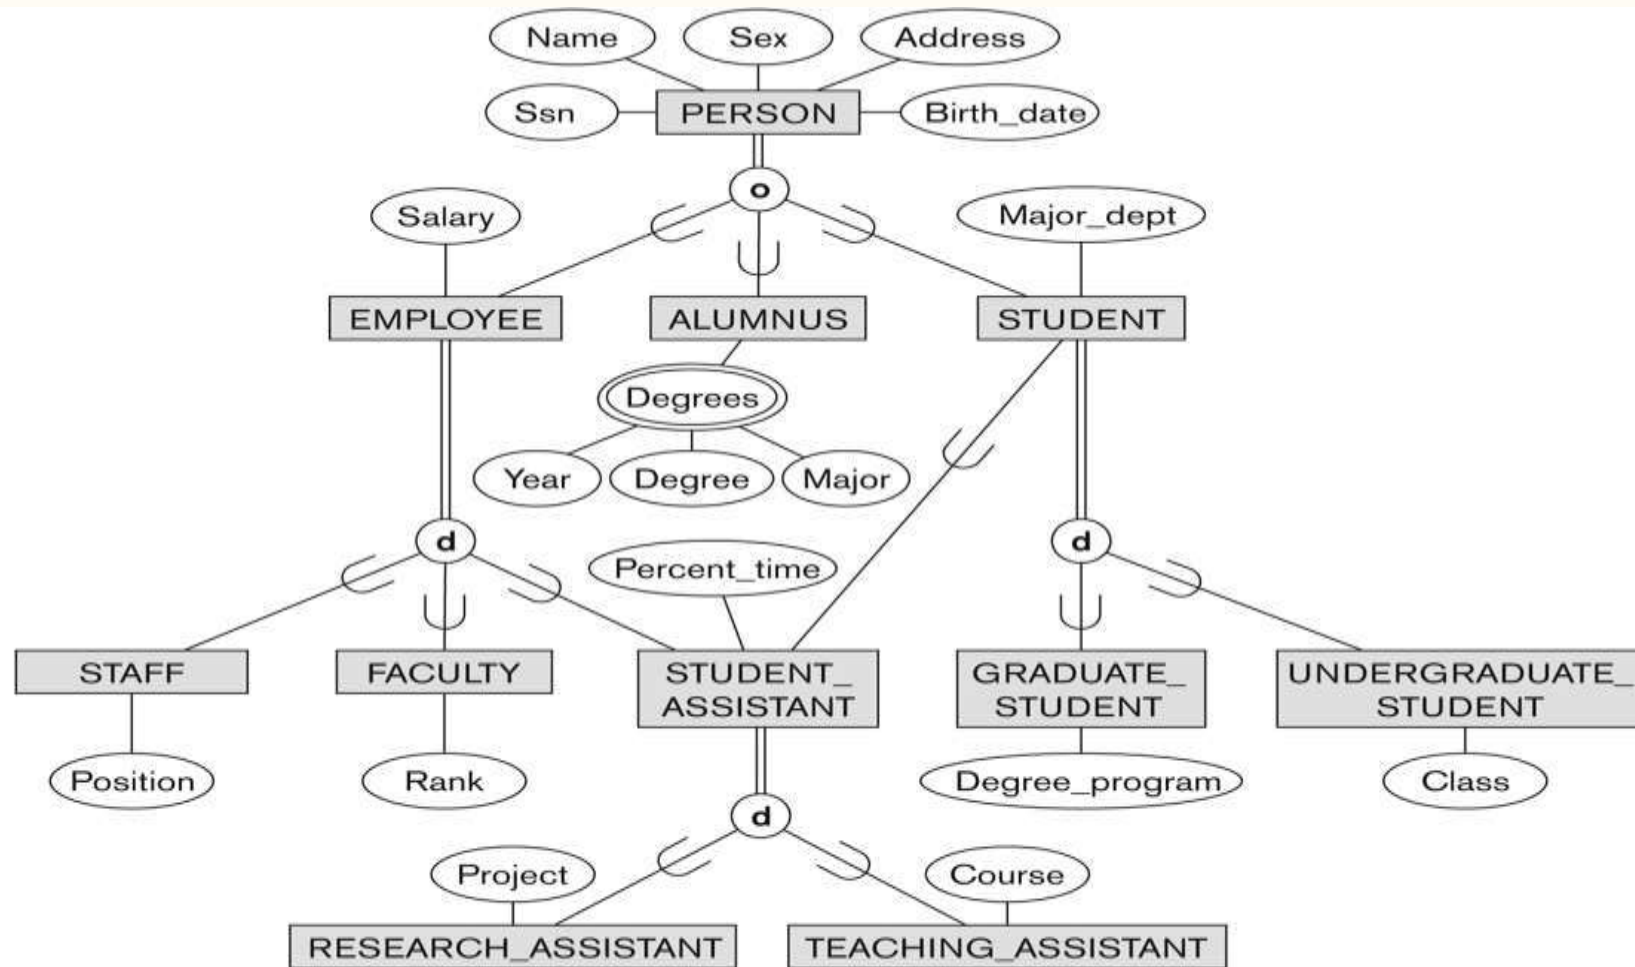 Name
Sex
Address
Ssn
PERSON
Birth_date
o
Salary
Major_dept
EMPLOYEE
ALUMNUS
STUDENT
Degrees
Year
Degree
Major
d
d
Percent_time
STAFF
FACULTY
STUDENT_
ASSISTANT
GRADUATE_
STUDENT
UNDERGRADUATE_
STUDENT
Position
Rank
Degree_program
Class
d
Project
Course
RESEARCH_ASSISTANT
TEACHING_ASSISTANT